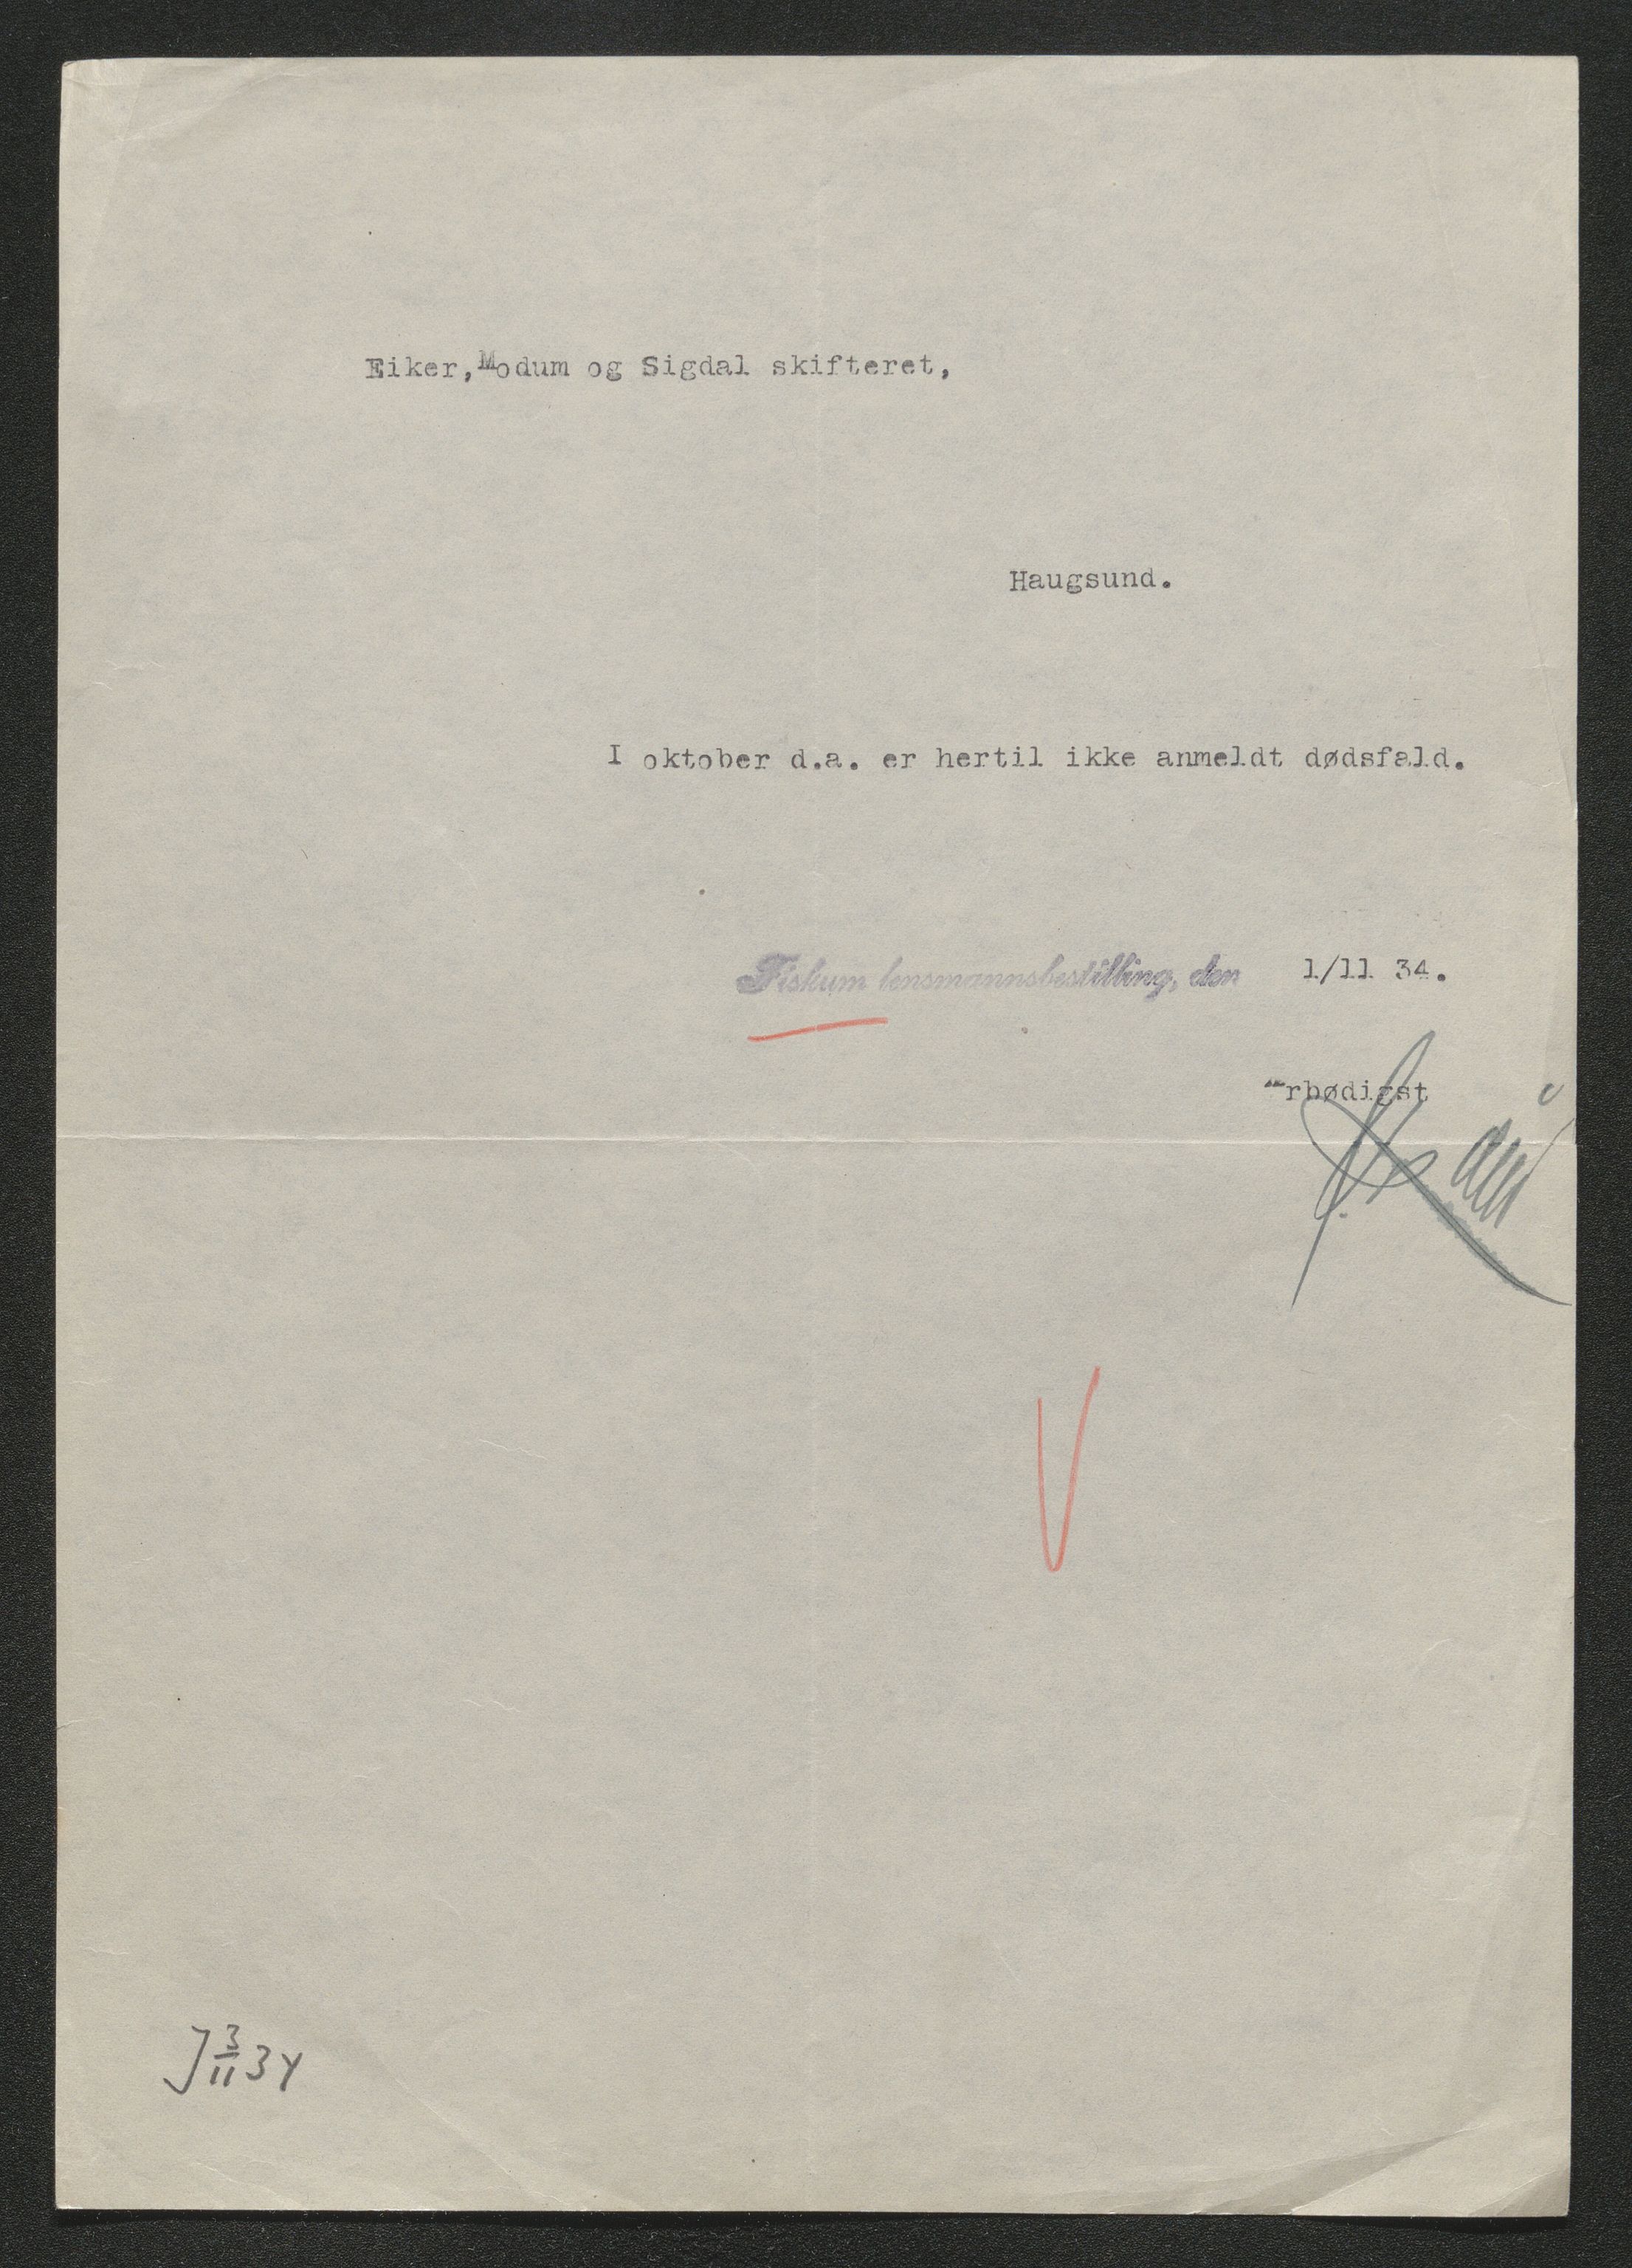 Eiker, Modum og Sigdal skifteret,
Haugsund.
I oktober d.a. er hertil ikke anmeldt dødsfald.
Fiskum lensmannsbestilling, den 1/11 34.
Ærbødigst
J 3/11 34